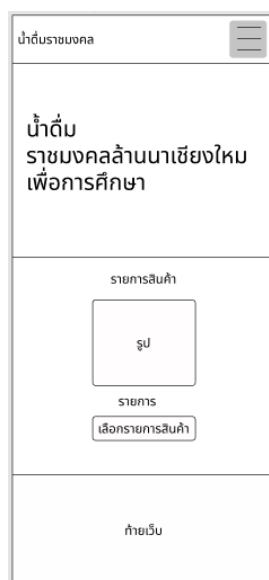 น้ำดื่มราชมงคล
น้ำดื่ม
ราชมงคลล้านนาเชียงใหม
เพื่อการศึกษา
รายการสินค้า
รูป
รายการ
เลือกรายการสินค้า
ท้ายเว็บ